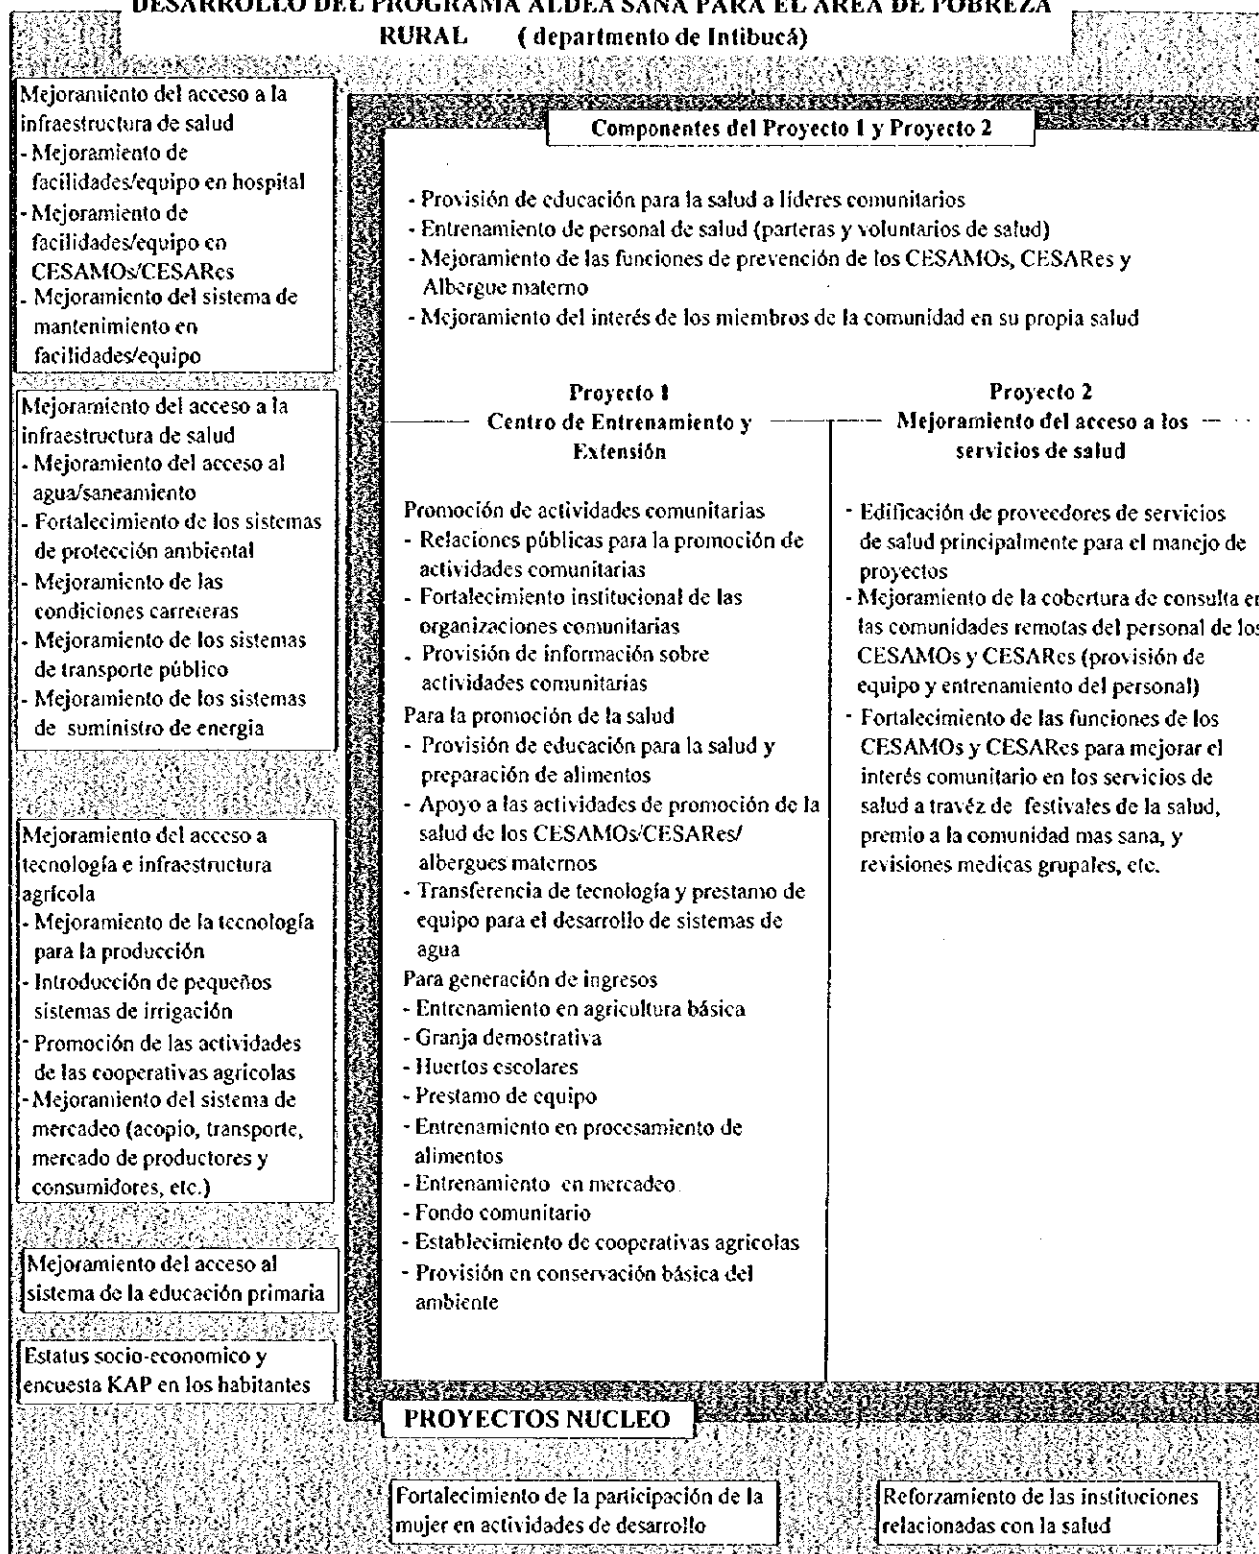 DESARROLLO DEL PROGRAMA ALDEA SANA PARA EL AREA DE POBREZA
RURAL ( departmento de Intibucá)
Mejoramiento del acceso a la
infraestructura de salud
- Mejoramiento de
facilidades/equipo en hospital
- Mejoramiento de
facilidades/equipo en
CESAMOs/CESARes
- Mejoramiento del sistema de
mantenimiento en
facilidades/equipo
Mejoramiento del acceso a la
infraestructura de salud
- Mejoramiento del acceso al
agua/saneamiento
- Fortalecimiento de los sistemas
de protección ambiental
- Mejoramiento de las
condiciones carreteras
- Mejoramiento de los sistemas
de transporte público
- Mejoramiento de los sistemas
de suministro de energia
Mejoramiento del acceso a
tecnología e infraestructura
agrícola
- Mejoramiento de la tecnología
para la producción
- Introducción de pequeños
sistemas de irrigación
- Promoción de las actividades
de las cooperativas agricolas
- Mejoramiento del sistema de
mercadeo (acopio, transporte,
mercado de productores y
consumidores, etc.)
Mejoramiento del acceso al
sistema de la educación primaria
Estatus socio-economico y
encuesta KAP en los habitantes
Componentes del Proyecto 1 y Proyecto 2
- Provisión de educación para la salud a líderes comunitarios
- Entrenamiento de personal de salud (parteras y voluntarios de salud)
- Mejoramiento de las funciones de prevención de los CESAMOs, CESARes y
Albergue materno
- Mejoramiento del interés de los miembros de la comunidad en su propia salud
Proyecto 1
Centro de Entrenamiento y
Extensión
Promoción de actividades comunitarias
- Relaciones públicas para la promoción de
actividades comunitarias
- Fortalecimiento institucional de las
organizaciones comunitarias
- Provisión de información sobre
actividades comunitarias
Para la promoción de la salud
- Provisión de educación para la salud y
preparación de alimentos
- Apoyo a las actividades de promoción de la
salud de los CESAMOs/CESARes/
albergues maternos
- Transferencia de tecnología y prestamo de
equipo para el desarrollo de sistemas de
agua
Para generación de ingresos
- Entrenamiento en agricultura básica
- Granja demostrativa
- Huertos escolares
- Prestamo de equipo
- Entrenamiento en procesamiento de
alimentos
- Entrenamiento en mercadeo
- Fondo comunitario
- Establecimiento de cooperativas agricolas
- Provisión en conservación básica del
ambiente
Proyecto 2
Mejoramiento del acceso a los
servicios de salud
- Edificación de proveedores de servicios
de salud principalmente para el manejo de
proyectos
- Mejoramiento de la cobertura de consulta en
las comunidades remotas del personal de los
CESAMOs y CESARes (provisión de
equipo y entrenamiento del personal)
- Fortalecimiento de las funciones de los
CESAMOs y CESARes para mejorar el
interés comunitario en los servicios de
salud a travéz de festivales de la salud,
premio a la comunidad mas sana, y
revisiones medicas grupales, etc.
PROYECTOS NUCLEO
Fortalecimiento de la participación de la
mujer en actividades de desarrollo
Reforzamiento de las instituciones
relacionadas con la salud